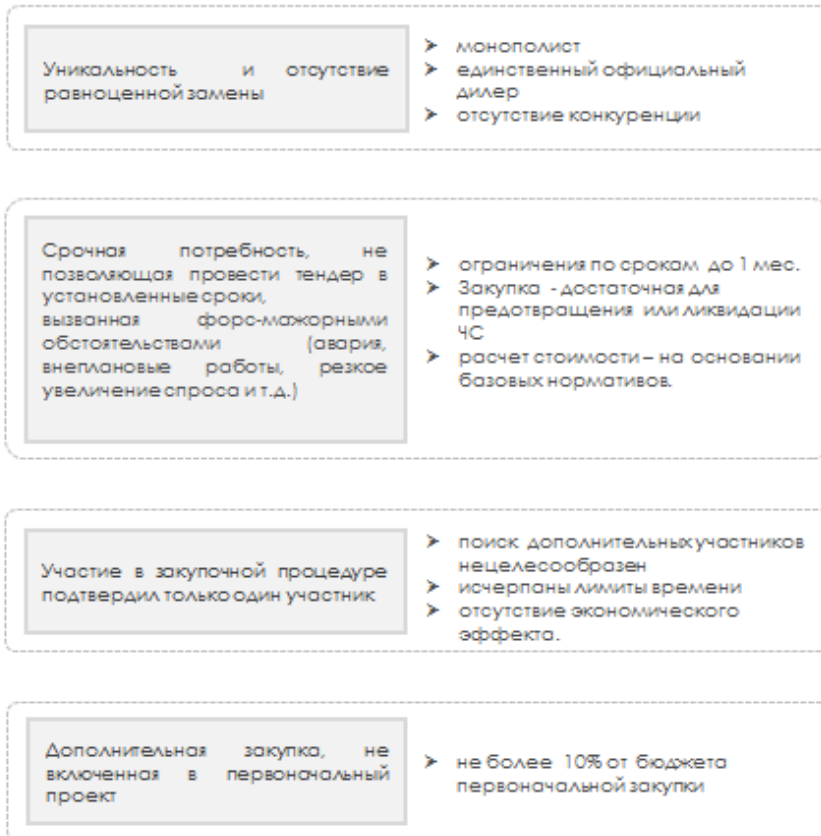 Уникальность и отсутствие
равноценной замены
➤ монополист
➤ единственный официальный
дилер
➤ отсутствие конкуренции
Срочная потребность, не
позволяющая провести тендер в
установленные сроки,
вызванная форс-мажорными
обстоятельствами (авария,
внеплановые работы, резкое
увеличение спроса и т.д.)
➤ ограничения по срокам до 1 мес.
➤ Закупка - достаточная для
предотвращения или ликвидации
ЧС
➤ расчет стоимости – на основании
базовых нормативов.
Участие в закупочной процедуре
подтвердил только один участник
➤ поиск дополнительных участников
нецелесообразен
➤ исчерпаны лимиты времени
➤ отсутствие экономического
эффекта.
Дополнительная закупка, не
включенная в первоначальный
проект
➤ не более 10% от бюджета
первоначальной закупки